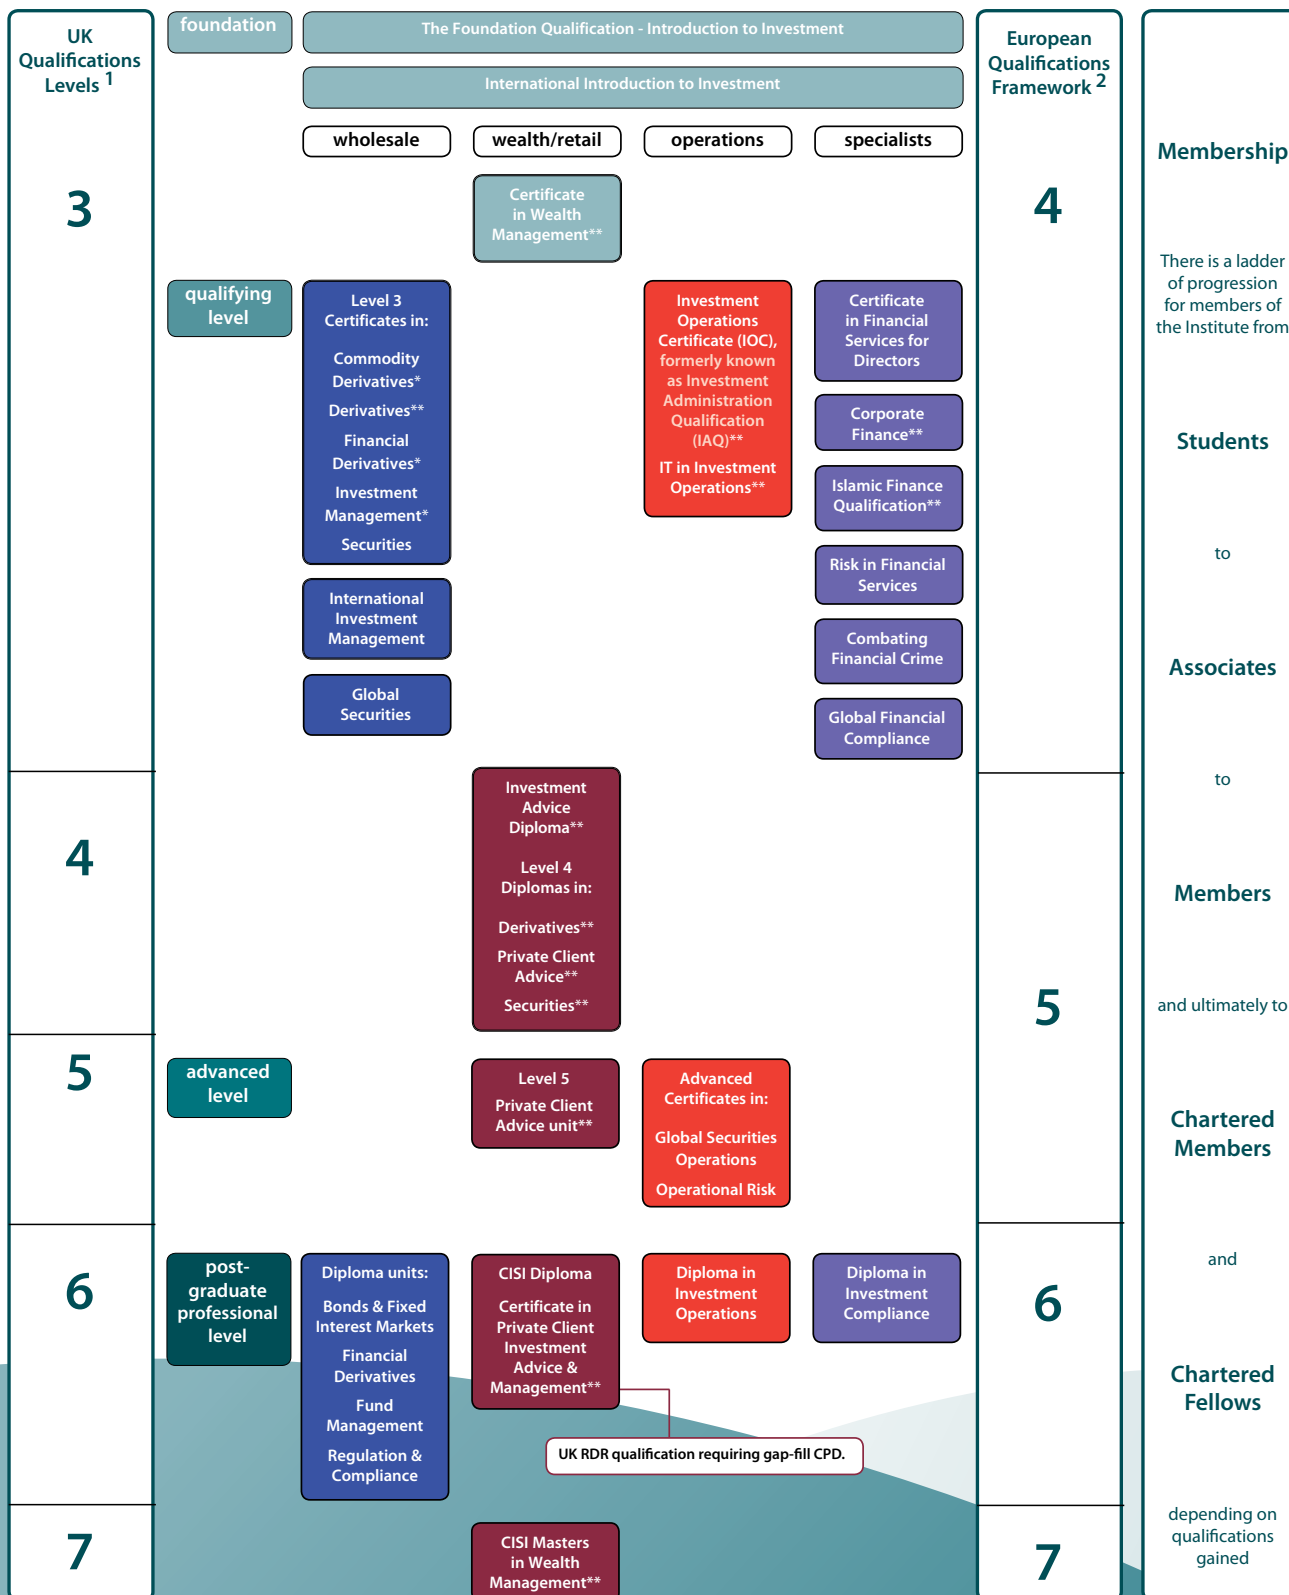 UK
Qualifications
Levels 1
3
4
5
6
7
foundation
The Foundation Qualification - Introduction to Investment
International Introduction to Investment
wholesale
wealth/retail
operations
specialists
Certificate
in Wealth
Management**
qualifying
level
Level 3
Certificates in:
Commodity
Derivatives*
Derivatives**
Financial
Derivatives*
Investment
Management*
Securities
International
Investment
Management
Global
Securities
Investment
Operations
Certificate (IOC),
formerly known
as Investment
Administration
Qualification
(IAQ)**
IT in Investment
Operations**
Certificate
in Financial
Services for
Directors
Corporate
Finance**
Islamic Finance
Qualification**
Risk in Financial
Services
Combating
Financial Crime
Global Financial
Compliance
Investment
Advice
Diploma**
Level 4
Diplomas in:
Derivatives**
Private Client
Advice**
Securities**
advanced
level
Level 5
Private Client
Advice unit**
Advanced
Certificates in:
Global Securities
Operations
Operational Risk
post-
graduate
professional
level
Diploma units:
Bonds & Fixed
Interest Markets
Financial
Derivatives
Fund
Management
Regulation &
Compliance
CISI Diploma
Certificate in
Private Client
Investment
Advice &
Management**
Diploma in
Investment
Operations
Diploma in
Investment
Compliance
UK RDR qualification requiring gap-fill CPD.
CISI Masters
in Wealth
Management**
European
Qualifications
Framework 2
4
5
6
7
Membership
There is a ladder
of progression
for members of
the Institute from
Students
to
Associates
to
Members
and ultimately to
Chartered
Members
and
Chartered
Fellows
depending on
qualifications
gained